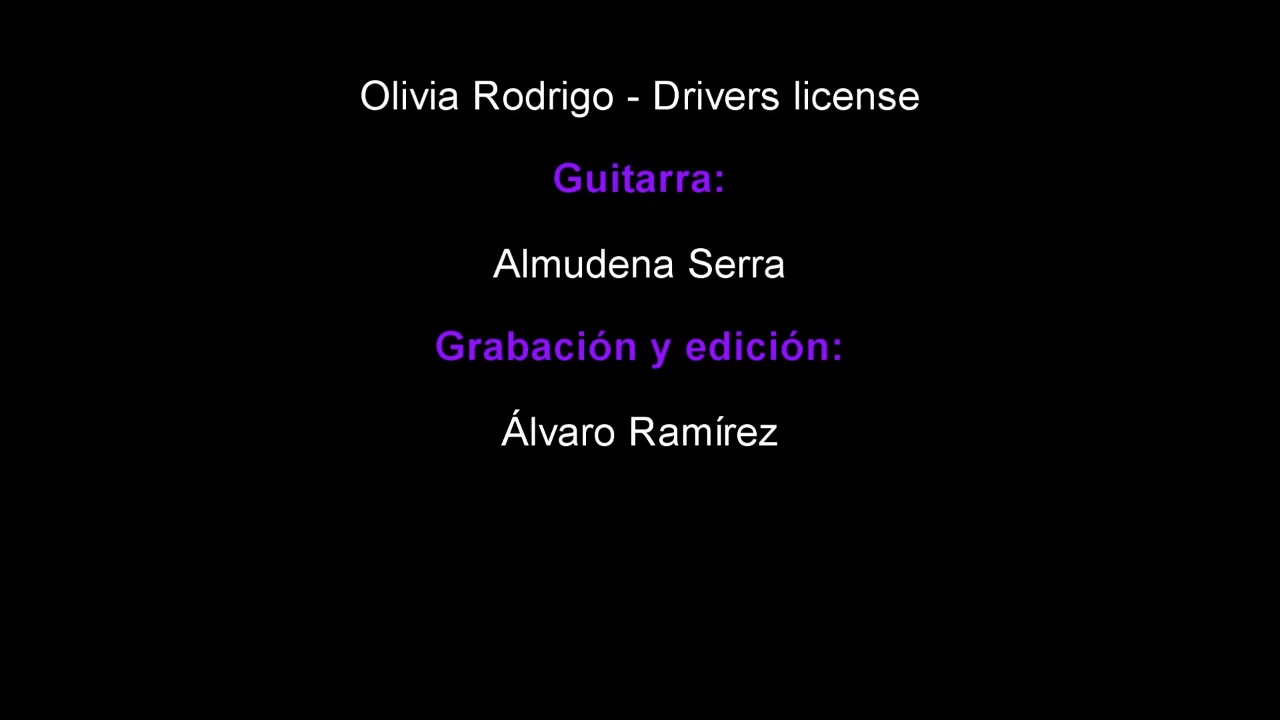 Olivia Rodrigo - Drivers license
Guitarra:
Almudena Serra
Grabación y edición:
Álvaro Ramírez